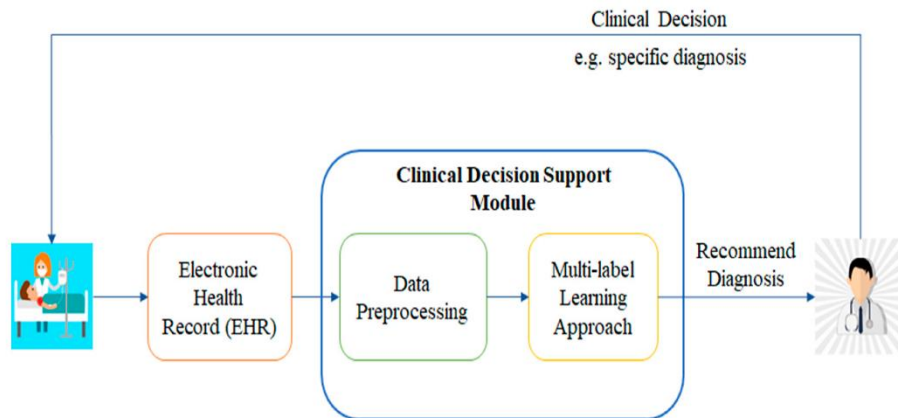 Clinical Decision
e.g. specific diagnosis
Clinical Decision Support
Module
Electronic
Health
Record (EHR)
Data
Preprocessing
Multi-label
Learning
Approach
Recommend
Diagnosis